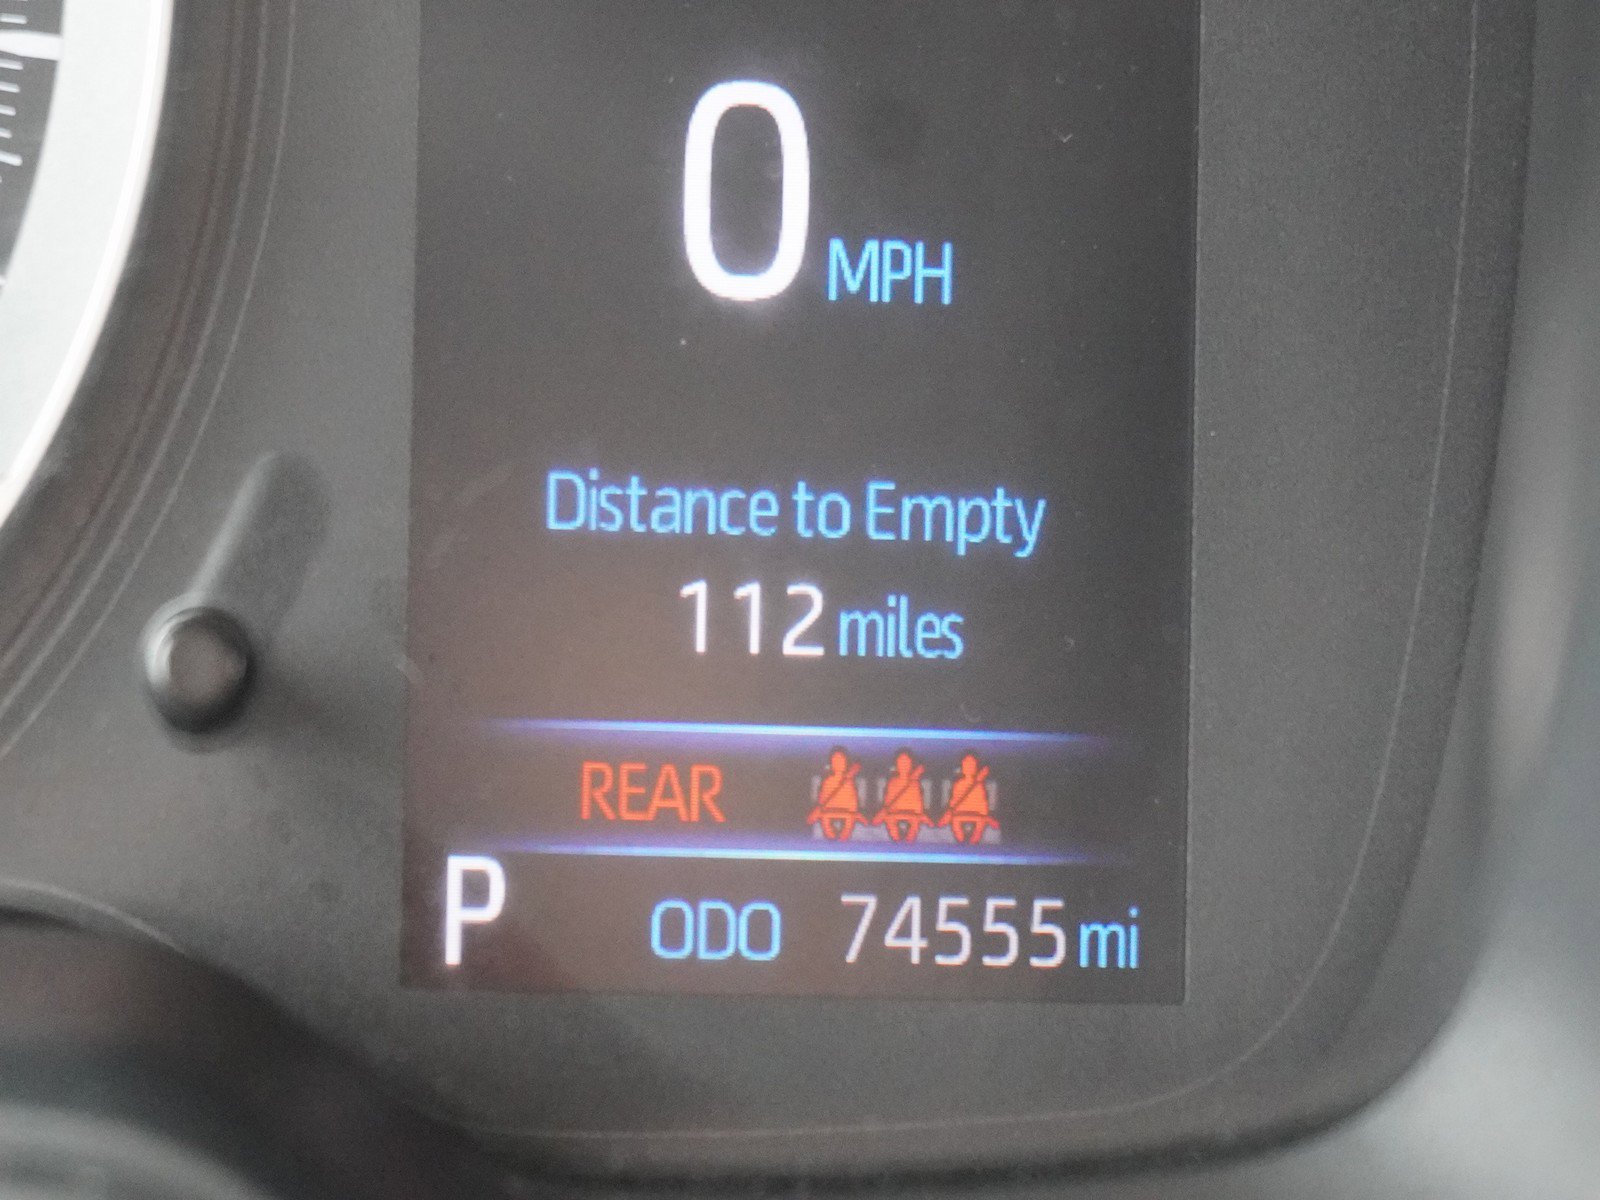 0 MPH
Distance to Empty
112 miles
REAR
P ODO 74555 mi